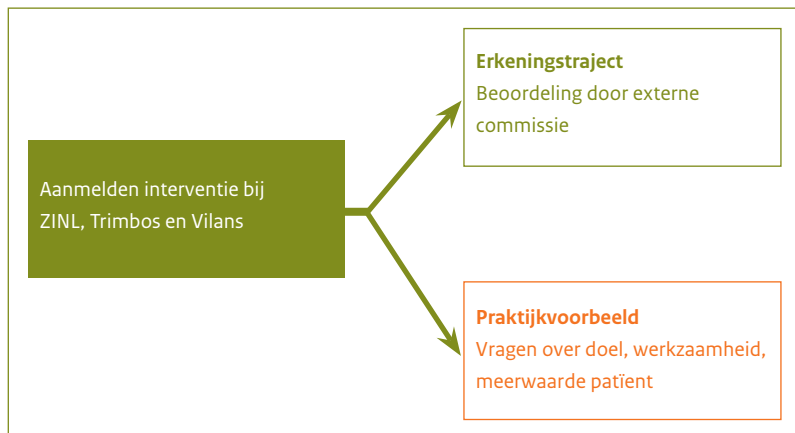 Aanmelden interventie bij
ZINL, Trimbos en Vilans
Erkeningstraject
Beoordeling door externe
commissie
Praktijkvoorbeeld
Vragen over doel, werkzaamheid,
meerwaarde patïent